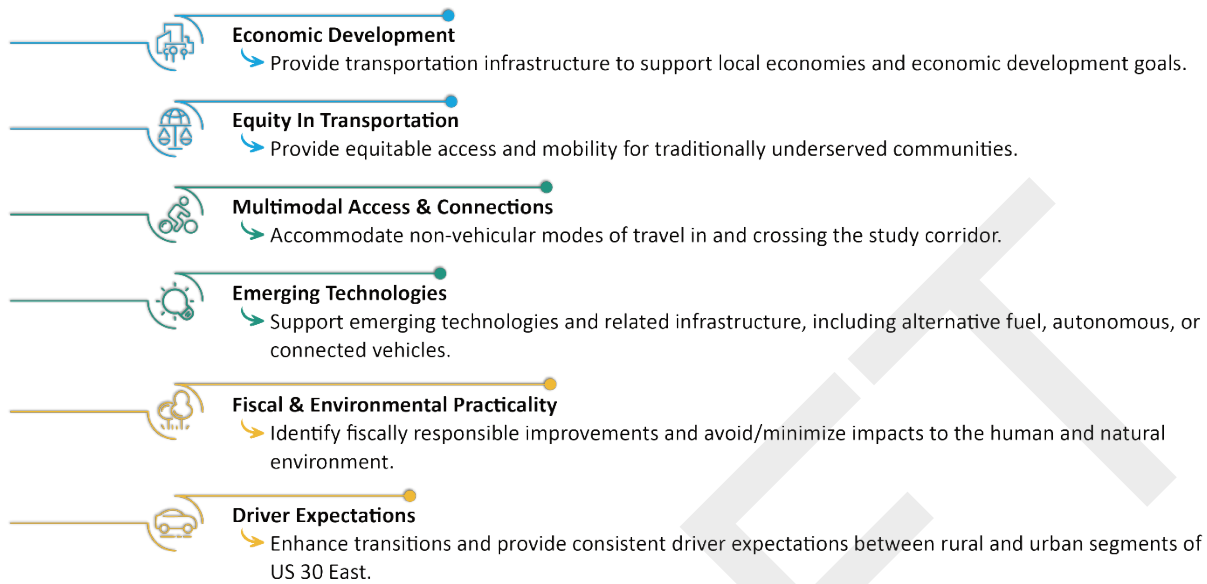 Economic Development
Provide transportation infrastructure to support local economies and economic development goals.
Equity In Transportation
Provide equitable access and mobility for traditionally underserved communities.
Multimodal Access & Connections
Accommodate non-vehicular modes of travel in and crossing the study corridor.
Emerging Technologies
Support emerging technologies and related infrastructure, including alternative fuel, autonomous, or
connected vehicles.
Fiscal & Environmental Practicality
Identify fiscally responsible improvements and avoid/minimize impacts to the human and natural
environment.
Driver Expectations
Enhance transitions and provide consistent driver expectations between rural and urban segments of
US 30 East.